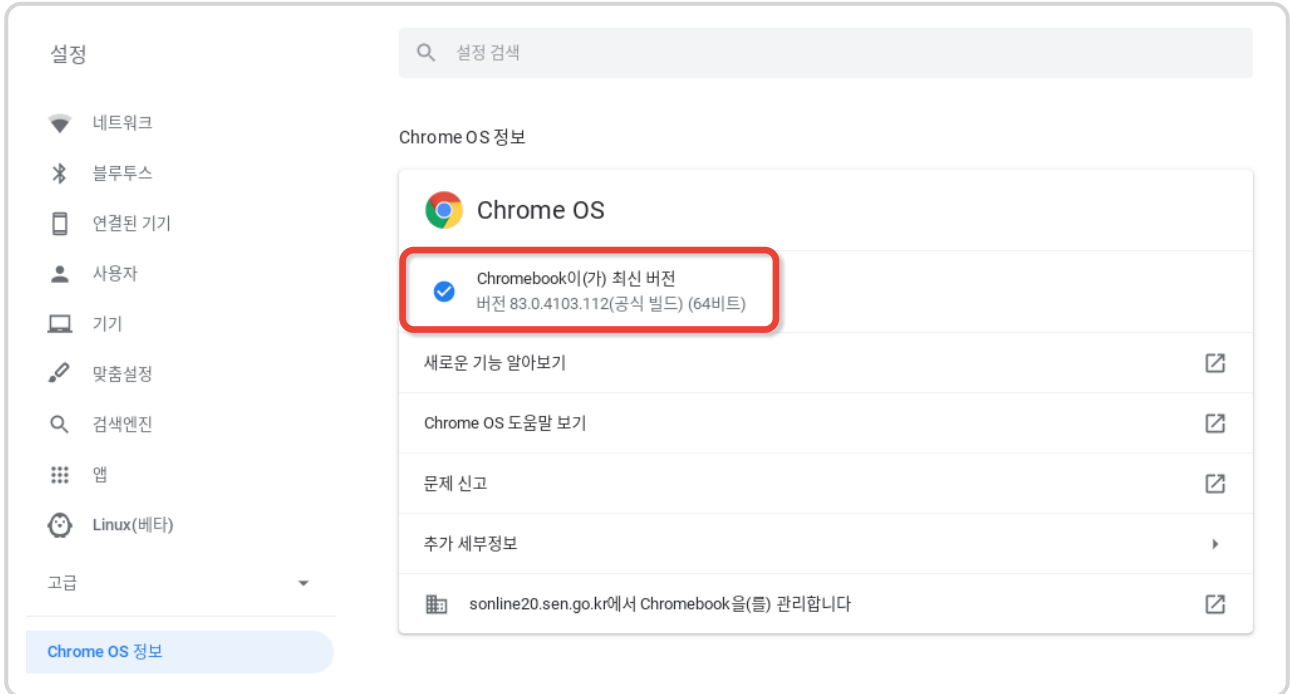 설정
설정 검색
네트워크
블루투스
연결된 기기
사용자
기기
맞춤설정
검색엔진
앱
Linux(베타)
고급
Chrome OS 정보
Chrome OS 정보
Chrome OS
Chromebook이(가) 최신 버전
버전 83.0.4103.112(공식 빌드) (64비트)
새로운 기능 알아보기
Chrome OS 도움말 보기
문제 신고
추가 세부정보
sonline20.sen.go.kr에서 Chromebook을(를) 관리합니다